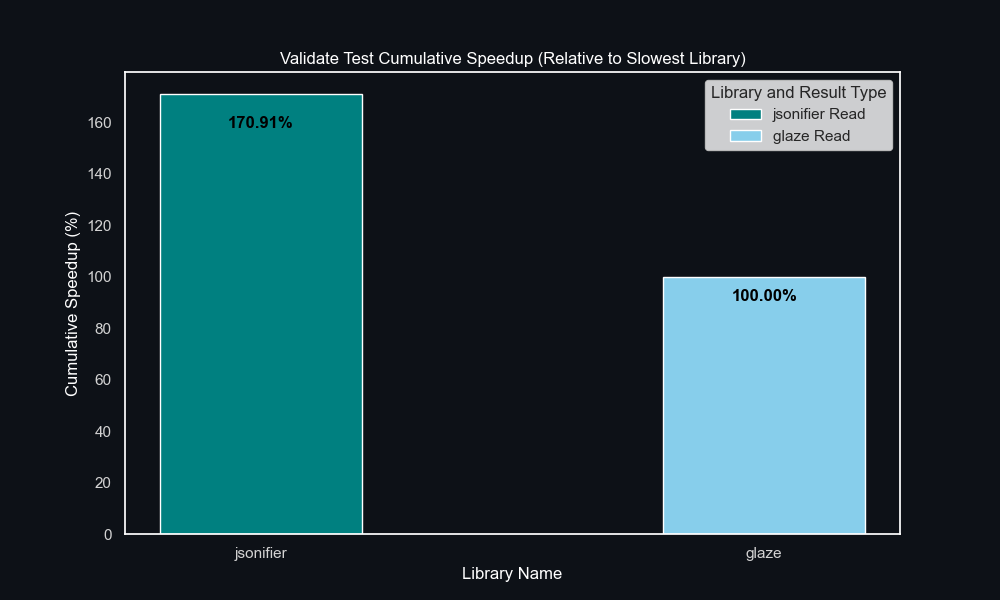 Validate Test Cumulative Speedup (Relative to Slowest Library)
Library and Result Type
jsonifier Read
glaze Read
Cumulative Speedup (%)
160
140
120
100
80
60
40
20
0
170.91%
100.00%
jsonifier
glaze
Library Name